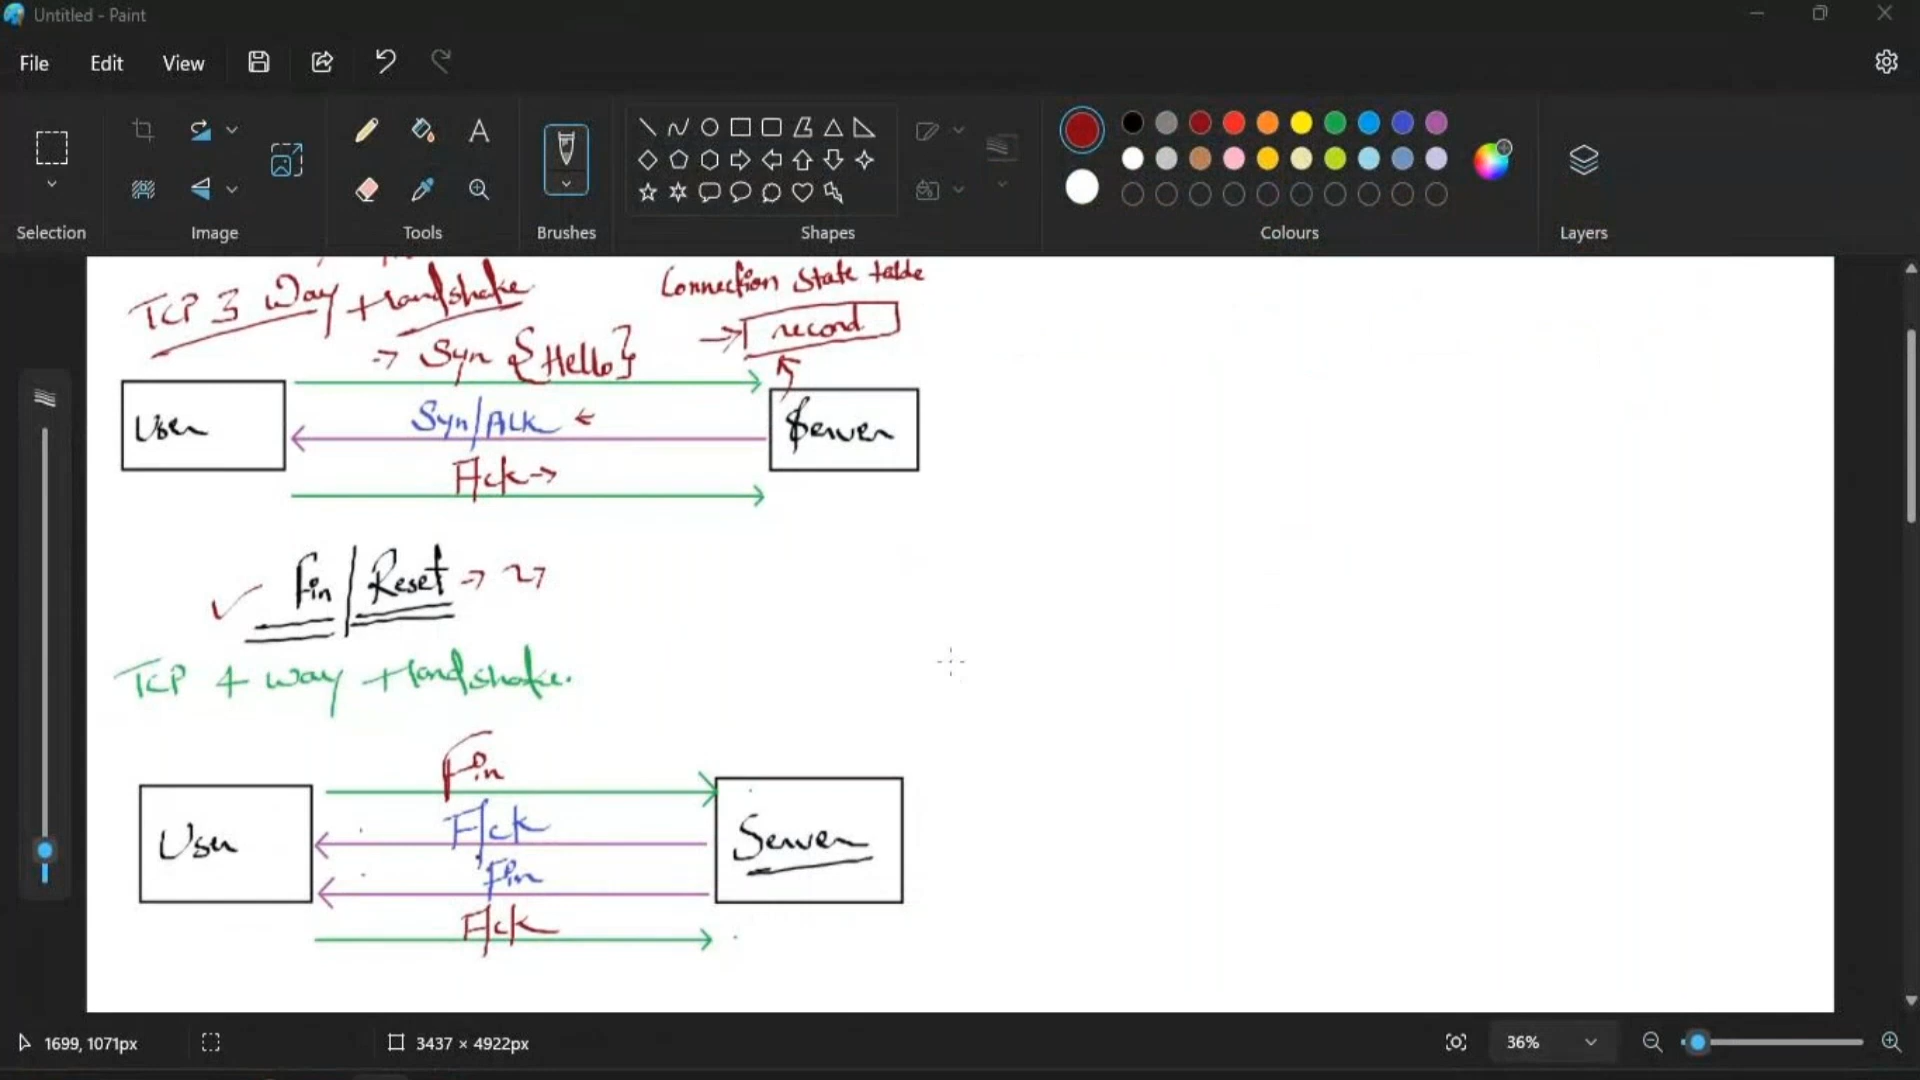 Untitled - Paint
File Edit View
Selection Image Tools Brushes Shapes Colours Layers
TCP 3 Way Handshake
Connection State table
→ record
→ Syn {Hello}
User
Syn/Ack ←
Server
Ack →
✓ Fin / Reset →
TCP 4 way Handshake.
Fin
User
Ack
Server
Fin
Ack
1699, 1071px
3437 × 4922px
36%